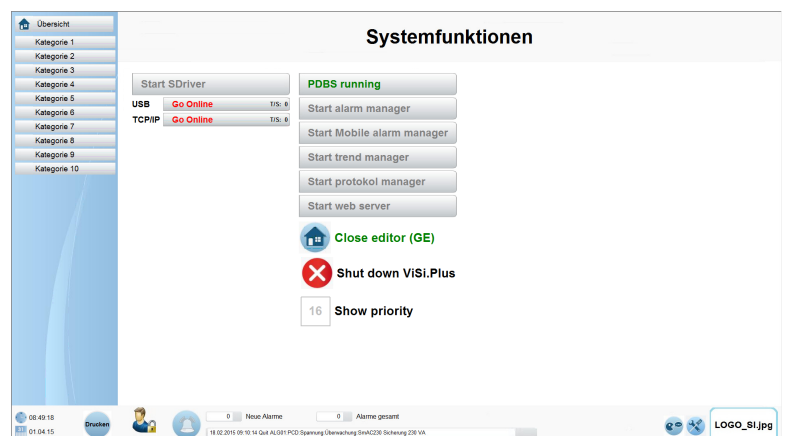 Übersicht
Kategorie 1
Kategorie 2
Kategorie 3
Kategorie 4
Kategorie 5
Kategorie 6
Kategorie 7
Kategorie 8
Kategorie 9
Kategorie 10
Systemfunktionen
Start SDriver
USB Go Online T/S: 0
TCP/IP Go Online T/S: 0
PDBS running
Start alarm manager
Start Mobile alarm manager
Start trend manager
Start protokol manager
Start web server
Close editor (GE)
Shut down ViSi.Plus
16 Show priority
08:49:18
01.04.15
Drucken
0 Neue Alarme
0 Alarme gesamt
18.02.2015 09:10:14 Quit ALG01:PCD:Spannung:Überwachung:SmAC230 Sicherung 230 VA
LOGO_SI.jpg